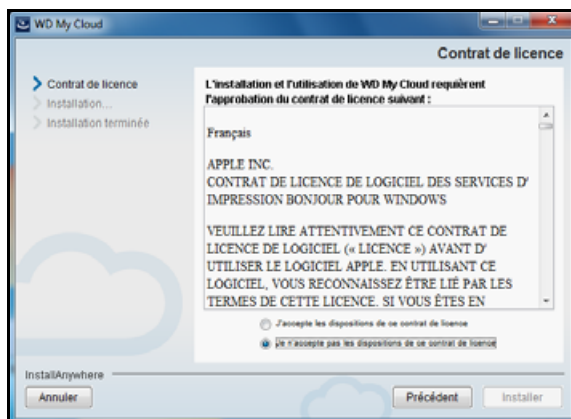 WD My Cloud
Contrat de licence
Contrat de licence
Installation...
Installation terminée
L'installation et l'utilisation de WD My Cloud requièrent
l'approbation du contrat de licence suivant :
Français
APPLE INC.
CONTRAT DE LICENCE DE LOGICIEL DES SERVICES D'
IMPRESSION BONJOUR POUR WINDOWS
VEUILLEZ LIRE ATTENTIVEMENT CE CONTRAT DE
LICENCE DE LOGICIEL (« LICENCE ») AVANT D'
UTILISER LE LOGICIEL APPLE. EN UTILISANT CE
LOGICIEL, VOUS RECONNAISSEZ ÊTRE LIÉ PAR LES
TERMES DE CETTE LICENCE. SI VOUS ÊTES EN
J'accepte les dispositions de ce contrat de licence
Je n'accepte pas les dispositions de ce contrat de licence
InstallAnywhere
Annuler
Précédent
Installer